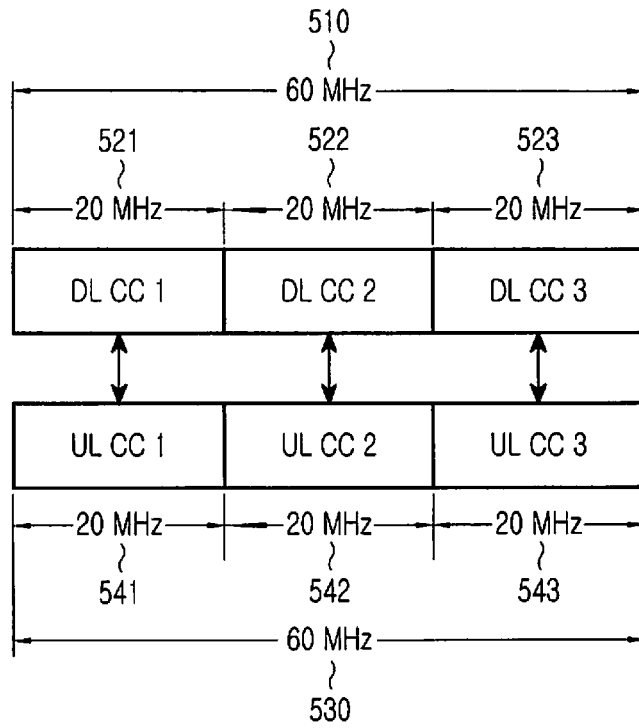 510
60 MHz
521 522 523
20 MHz 20 MHz 20 MHz
DL CC 1 DL CC 2 DL CC 3
UL CC 1 UL CC 2 UL CC 3
20 MHz 20 MHz 20 MHz
541 542 543
60 MHz
530